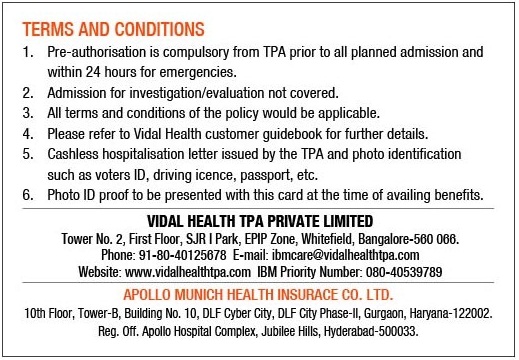 TERMS AND CONDITIONS
1. Pre-authorisation is compulsory from TPA prior to all planned admission and
within 24 hours for emergencies.
2. Admission for investigation/evaluation not covered.
3. All terms and conditions of the policy would be applicable.
4. Please refer to Vidal Health customer guidebook for further details.
5. Cashless hospitalisation letter issued by the TPA and photo identification
such as voters ID, driving icence, passport, etc.
6. Photo ID proof to be presented with this card at the time of availing benefits.
VIDAL HEALTH TPA PRIVATE LIMITED
Tower No. 2, First Floor, SJR I Park, EPIP Zone, Whitefield, Bangalore-560 066.
Phone: 91-80-40125678 E-mail: ibmcare@vidalhealthtpa.com
Website: www.vidalhealthtpa.com IBM Priority Number: 080-40539789
APOLLO MUNICH HEALTH INSURACE CO. LTD.
10th Floor, Tower-B, Building No. 10, DLF Cyber City, DLF City Phase-II, Gurgaon, Haryana-122002.
Reg. Off. Apollo Hospital Complex, Jubilee Hills, Hyderabad-500033.